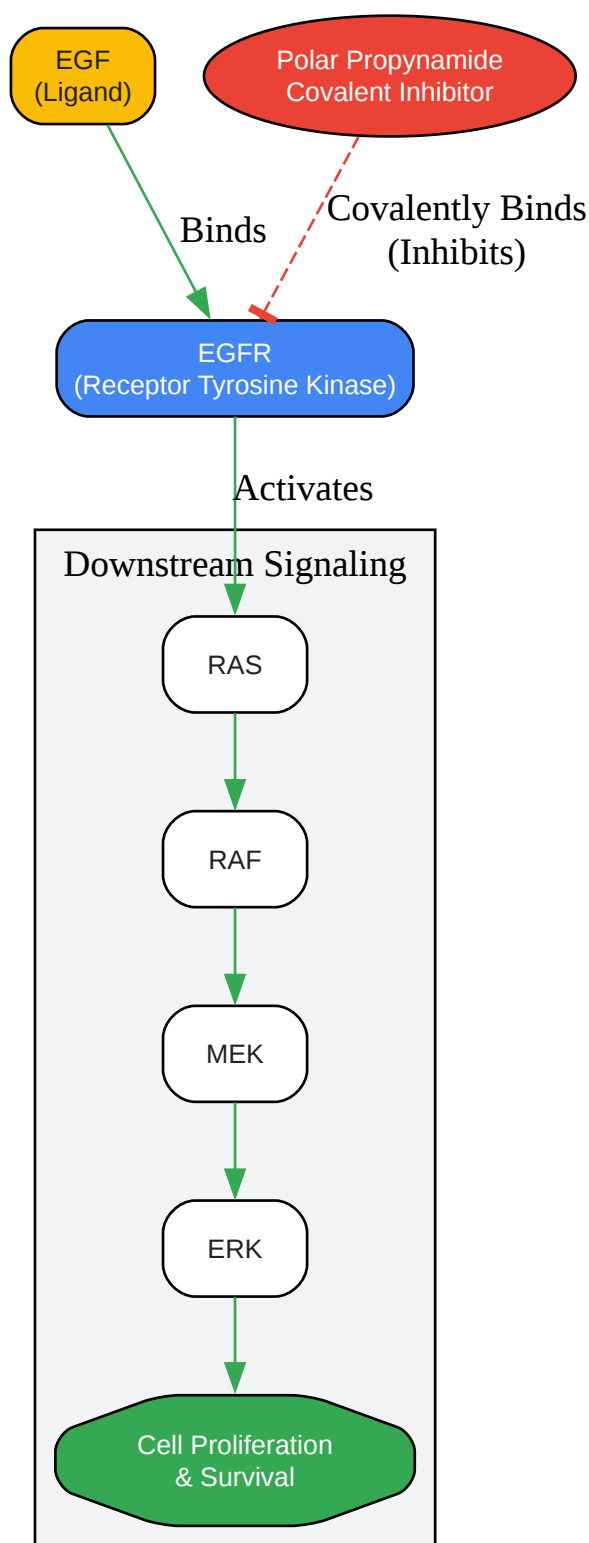 EGF
(Ligand)
Polar Propynamide
Covalent Inhibitor
Binds
Covalently Binds
(Inhibits)
EGFR
(Receptor Tyrosine Kinase)
Activates
Downstream Signaling
RAS
RAF
MEK
ERK
Cell Proliferation
& Survival